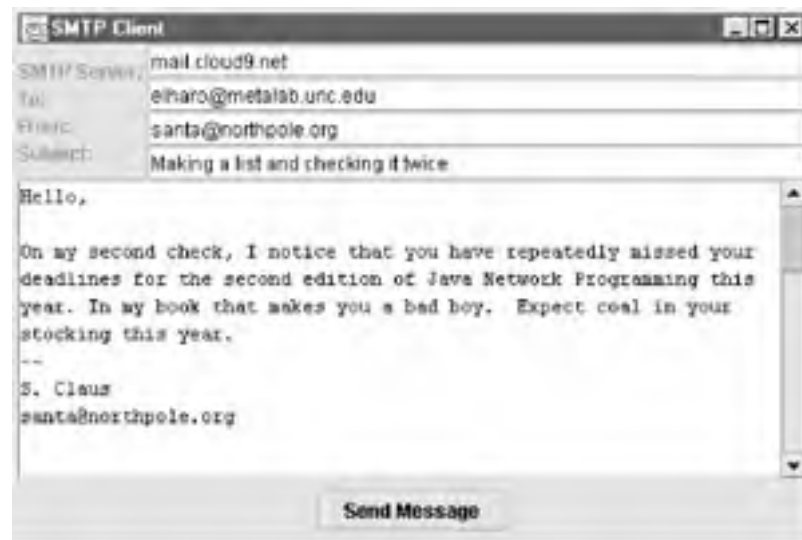 SMTP Client
SMTP Server: mail.cloud9.net
To: elharo@metalab.unc.edu
From: santa@northpole.org
Subject: Making a list and checking it twice
Hello,
On my second check, I notice that you have repeatedly missed your
deadlines for the second edition of Java Network Programming this
year. In my book that makes you a bad boy.  Expect coal in your
stocking this year.
--
S. Claus
santa@northpole.org
Send Message